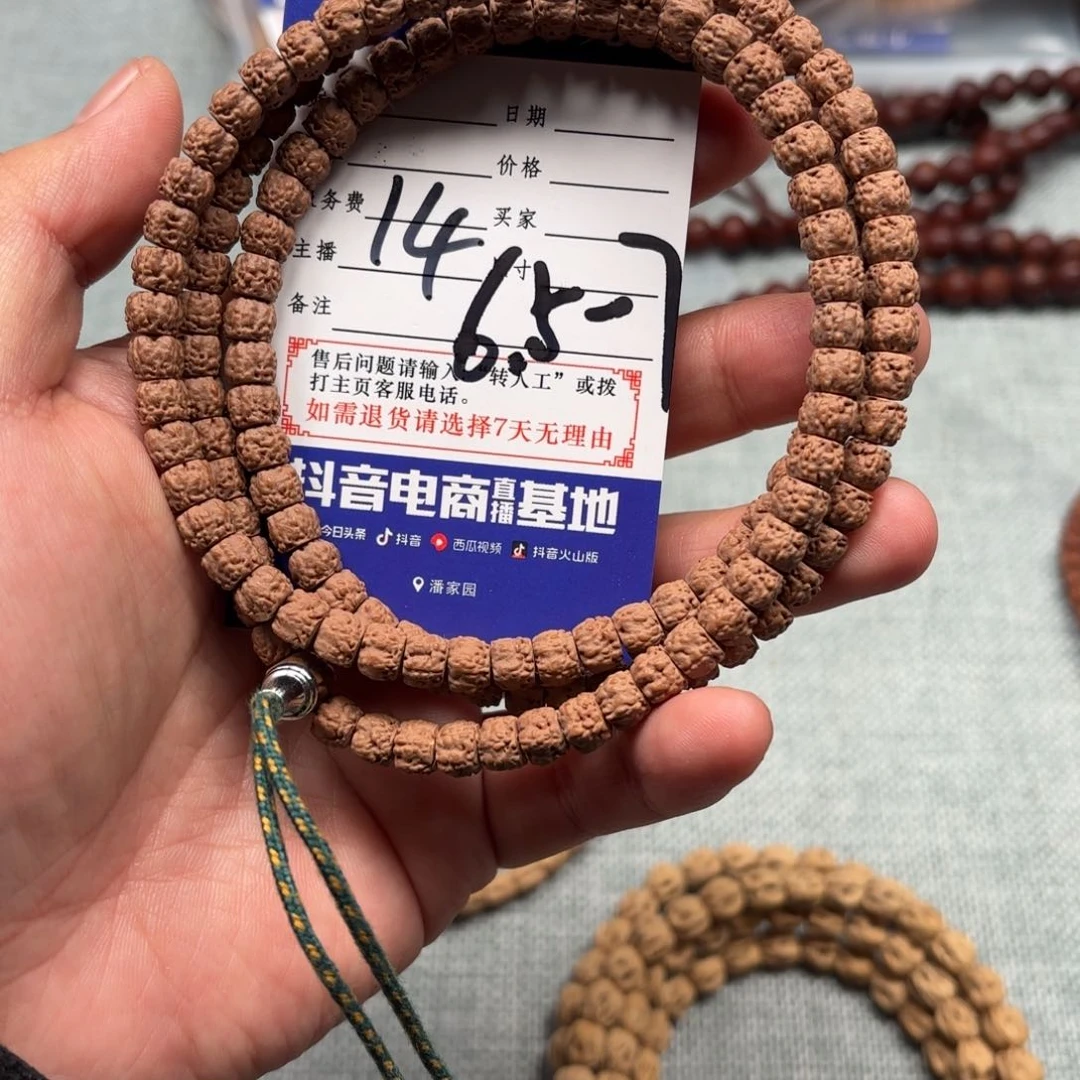 日期
价格
务费
买家
主播
寸
备注
14
6.5-
售后问题请输入“转人工”或拨
打主页客服电话。
如需退货请选择7天无理由
抖音电商直播基地
今日头条 抖音 西瓜视频 抖音火山版
潘家园